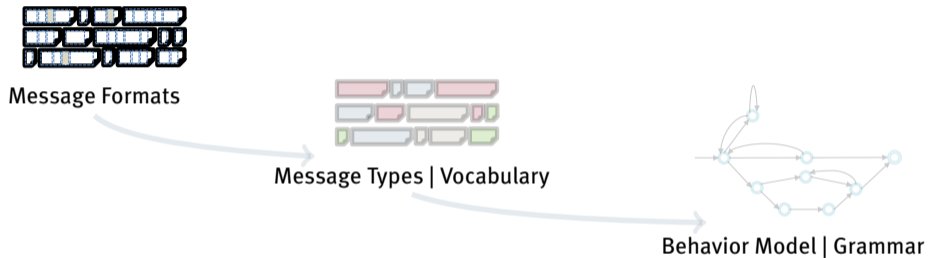 Message Formats
Message Types | Vocabulary
Behavior Model | Grammar